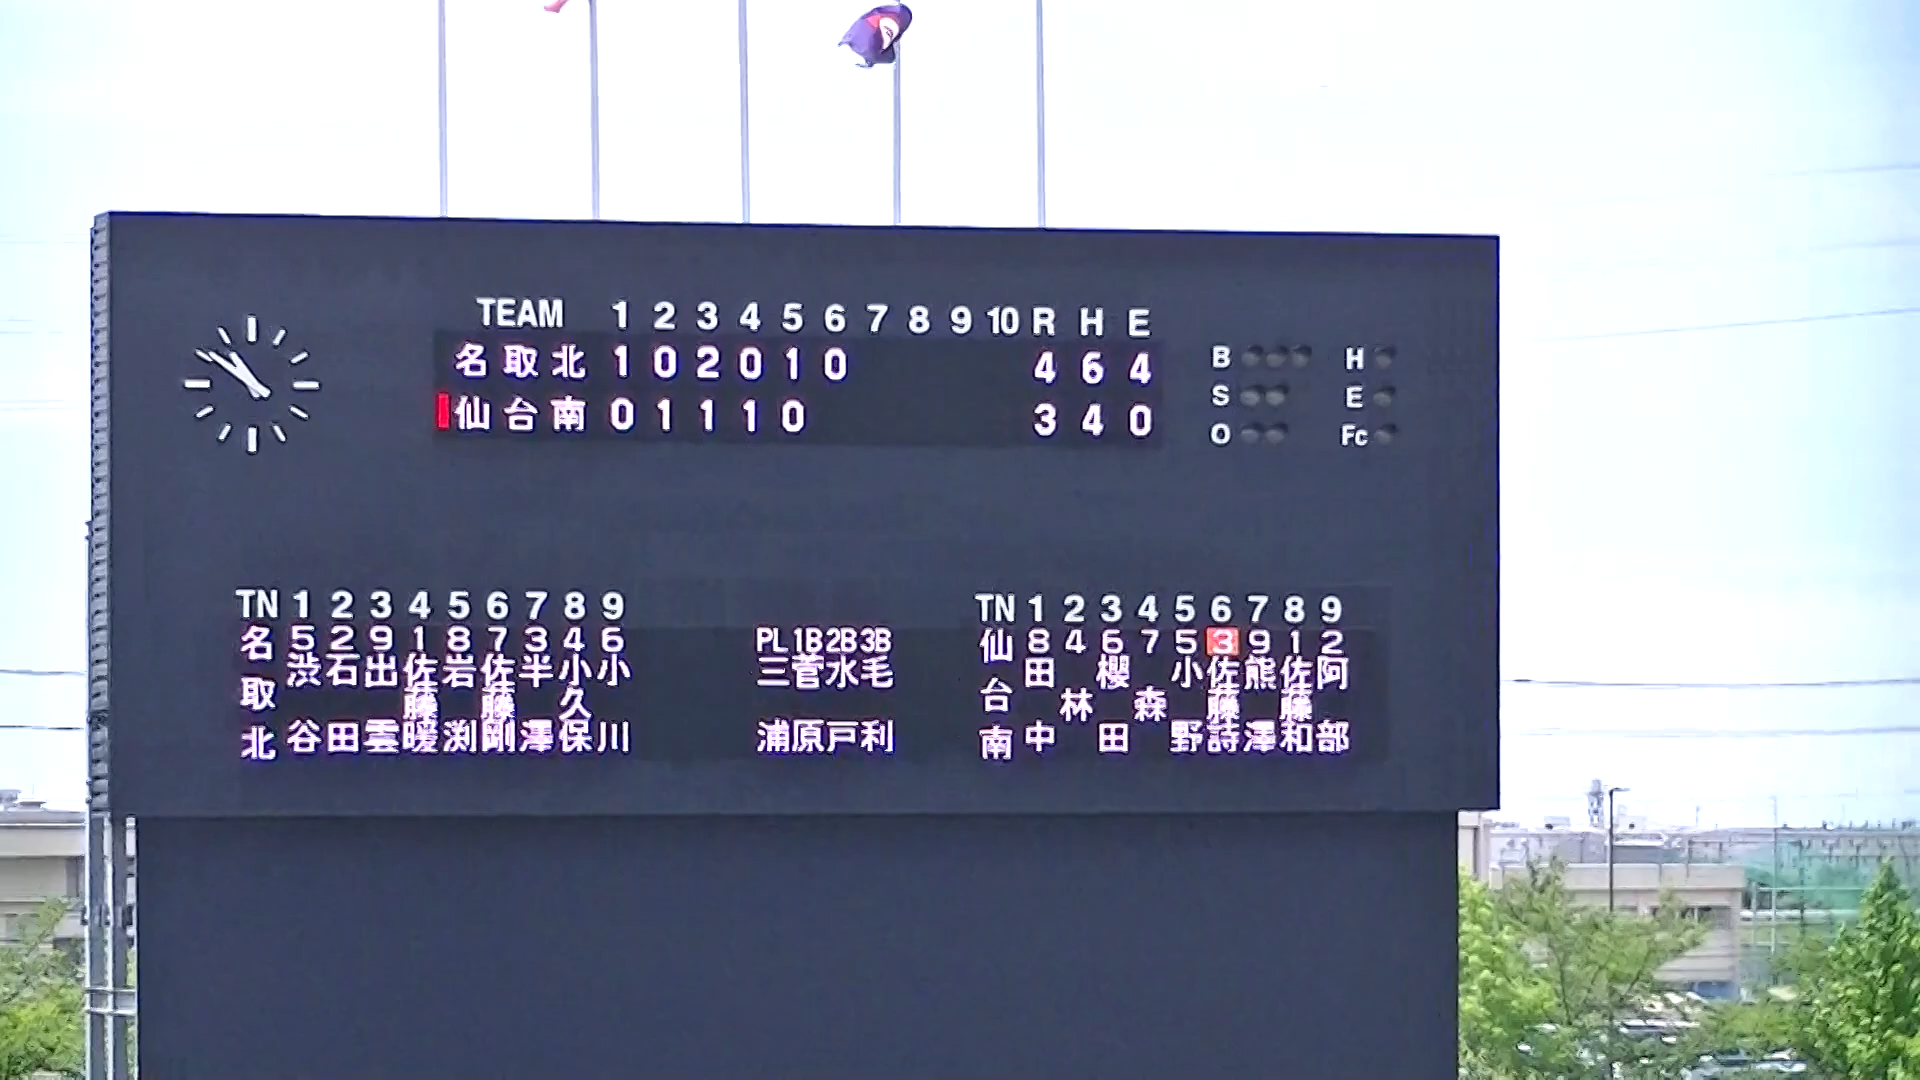 TEAM 1 2 3 4 5 6 7 8 9 10 R H E
名取北 1 0 2 0 1 0 4 6 4
仙台南 0 1 1 1 0 3 4 0
B H
S E
O Fc
TN 1 2 3 4 5 6 7 8 9
名取北 5 2 9 1 8 7 3 4 6
渋谷 石田 出雲 佐藤暖 岩渕 佐藤剛 半澤 小久保 小川
PL 1B 2B 3B
三浦 菅原 水戸 毛利
TN 1 2 3 4 5 6 7 8 9
仙台南 8 4 6 7 5 3 9 1 2
田中 林 櫻田 森 小野 佐藤詩 熊澤 佐藤和 阿部